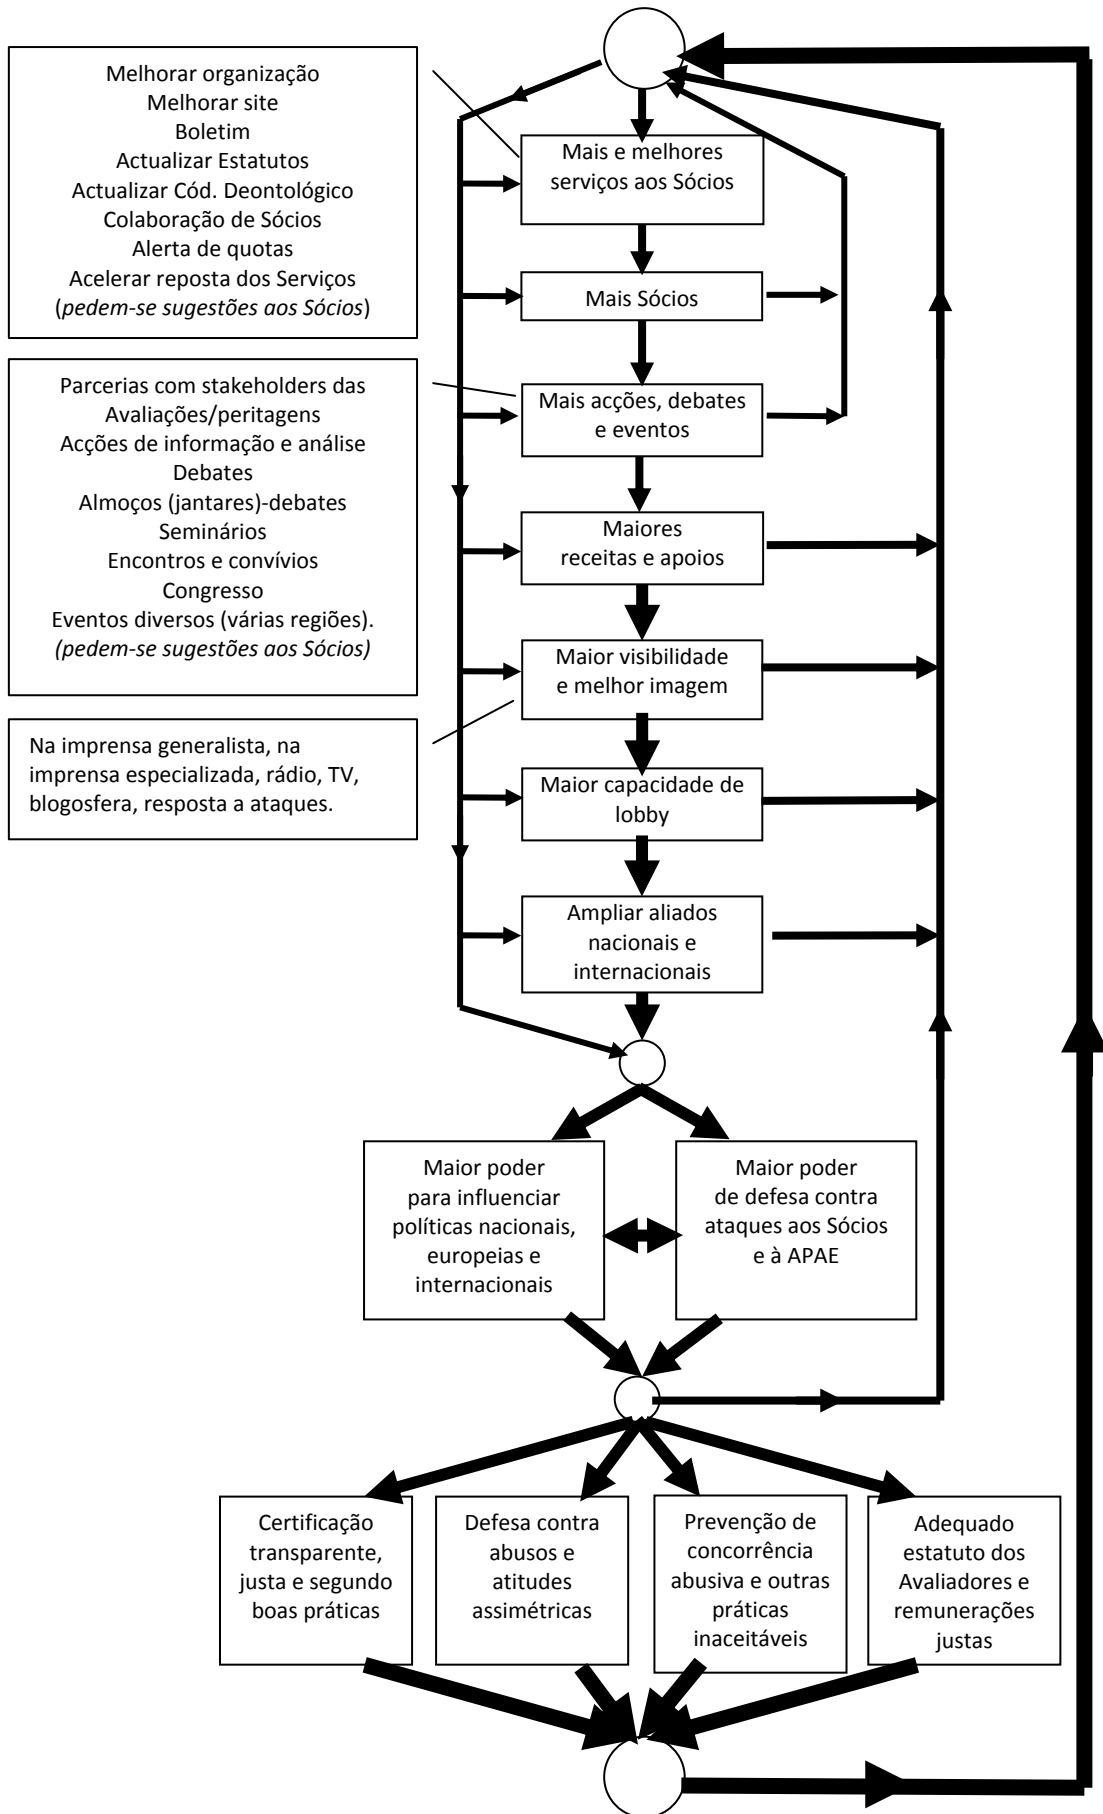 Melhorar organização
Melhorar site
Boletim
Actualizar Estatutos
Actualizar Cód. Deontológico
Colaboração de Sócios
Alerta de quotas
Acelerar reposta dos Serviços
(pedem-se sugestões aos Sócios)
Mais e melhores
serviços aos Sócios
Mais Sócios
Parcerias com stakeholders das
Avaliações/peritagens
Acções de informação e análise
Debates
Almoços (jantares)-debates
Seminários
Encontros e convívios
Congresso
Eventos diversos (várias regiões).
(pedem-se sugestões aos Sócios)
Mais acções, debates
e eventos
Maiores
receitas e apoios
Maior visibilidade
e melhor imagem
Na imprensa generalista, na
imprensa especializada, rádio, TV,
blogosfera, resposta a ataques.
Maior capacidade de
lobby
Ampliar aliados
nacionais e
internacionais
Maior poder
para influenciar
políticas nacionais,
europeias e
internacionais
Maior poder
de defesa contra
ataques aos Sócios
e à APAE
Certificação
transparente,
justa e segundo
boas práticas
Defesa contra
abusos e
atitudes
assimétricas
Prevenção de
concorrência
abusiva e outras
práticas
inaceitáveis
Adequado
estatuto dos
Avaliadores e
remunerações
justas